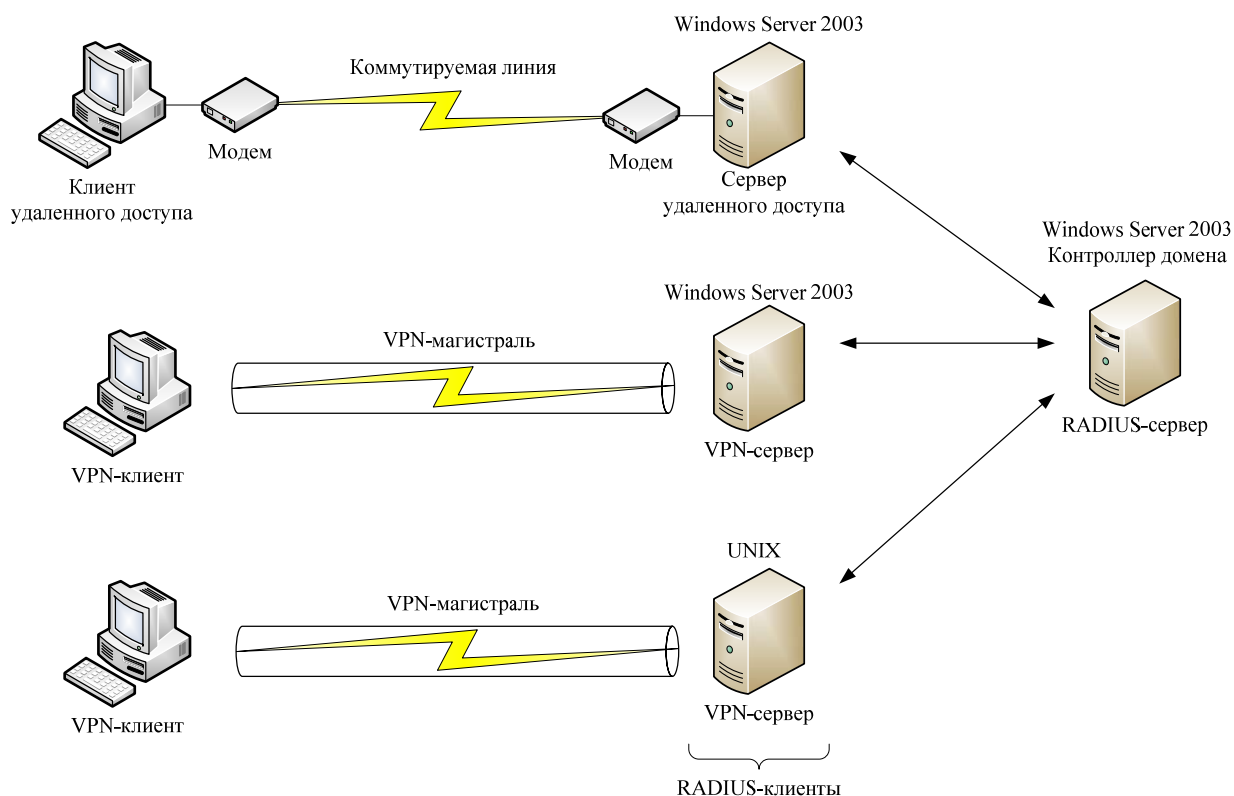 Windows Server 2003
Коммутируемая линия
Модем
Модем
Клиент
удаленного доступа
Сервер
удаленного доступа
Windows Server 2003
Контроллер домена
Windows Server 2003
VPN-магистраль
RADIUS-сервер
VPN-клиент
VPN-сервер
UNIX
VPN-магистраль
VPN-клиент
VPN-сервер
RADIUS-клиенты